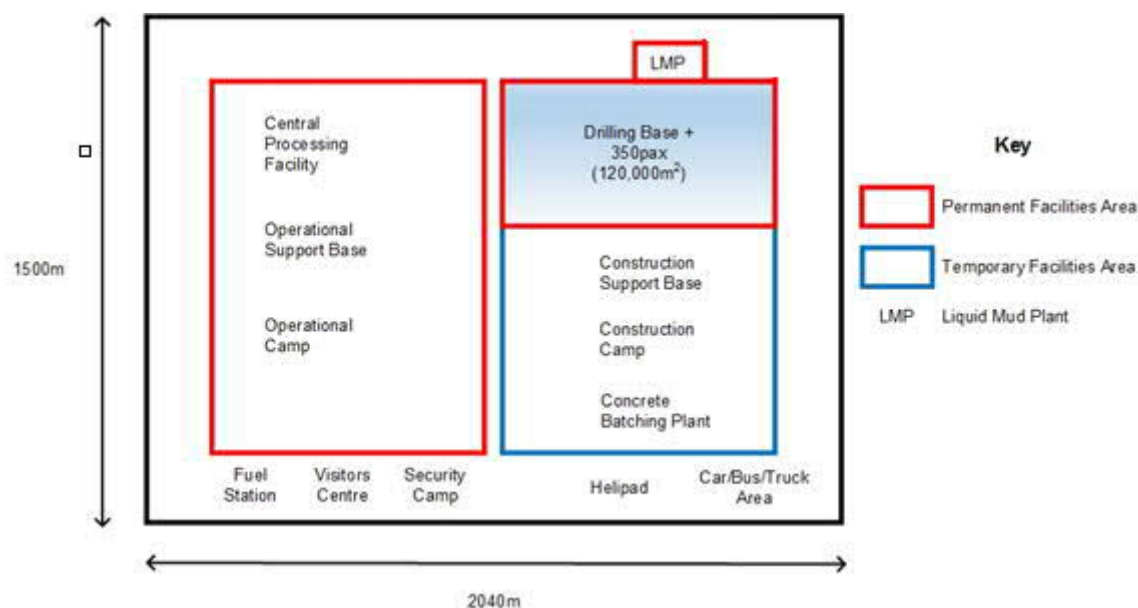 LMP
Central
Processing
Facility
Drilling Base +
350pax
(120,000m²)
Operational
Support Base
Operational
Camp
Construction
Support Base
Construction
Camp
Concrete
Batching Plant
Fuel
Station
Visitors
Centre
Security
Camp
Helipad
Car/Bus/Truck
Area
1500m
2040m
Key
Permanent Facilities Area
Temporary Facilities Area
LMP Liquid Mud Plant